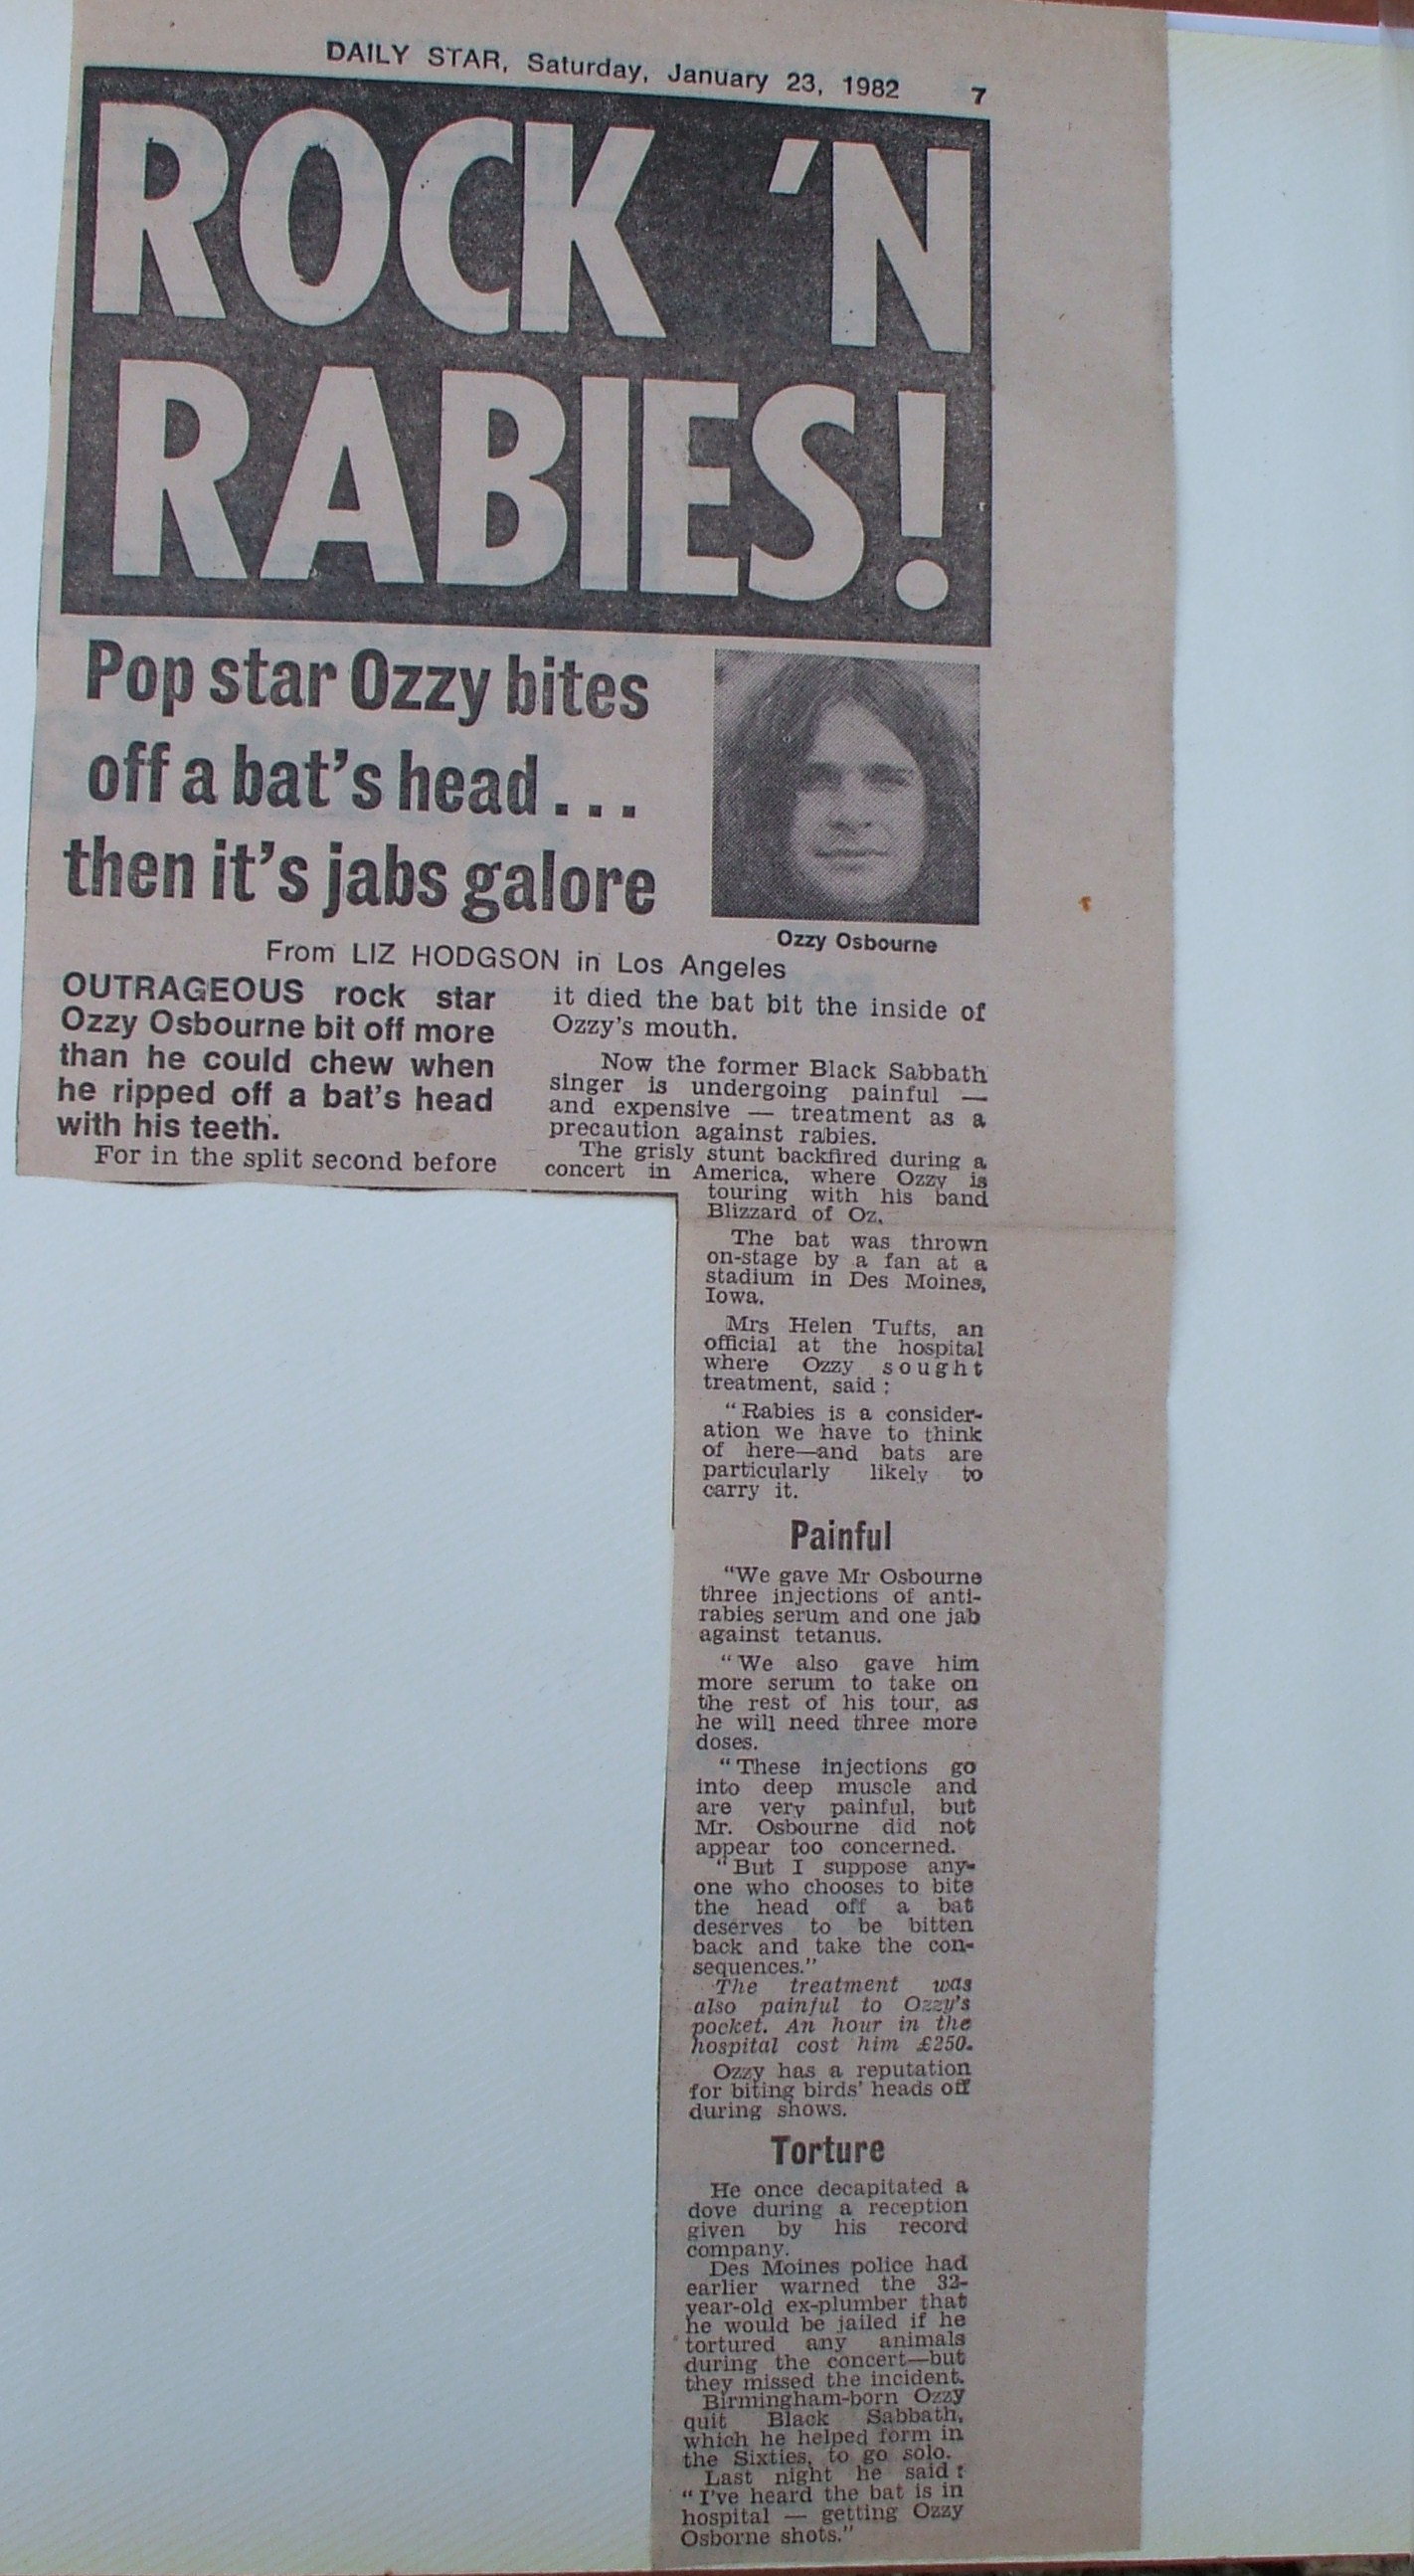 DAILY STAR, Saturday, January 23, 1982 7
ROCK 'N
RABIES!
Pop star Ozzy bites
off a bat's head...
then it's jabs galore
Ozzy Osbourne
From LIZ HODGSON in Los Angeles
OUTRAGEOUS rock star
Ozzy Osbourne bit off more
than he could chew when
he ripped off a bat's head
with his teeth.
For in the split second before
it died the bat bit the inside of
Ozzy's mouth.
Now the former Black Sabbath
singer is undergoing painful —
and expensive — treatment as a
precaution against rabies.
The grisly stunt backfired during a
concert in America, where Ozzy is
touring with his band
Blizzard of Oz.
The bat was thrown
on-stage by a fan at a
stadium in Des Moines,
Iowa.
Mrs Helen Tufts, an
official at the hospital
where Ozzy sought
treatment, said :
"Rabies is a consider-
ation we have to think
of here—and bats are
particularly likely to
carry it.
Painful
"We gave Mr Osbourne
three injections of anti-
rabies serum and one jab
against tetanus.
"We also gave him
more serum to take on
the rest of his tour, as
he will need three more
doses.
"These injections go
into deep muscle and
are very painful, but
Mr. Osbourne did not
appear too concerned.
"But I suppose any-
one who chooses to bite
the head off a bat
deserves to be bitten
back and take the con-
sequences."
The treatment was
also painful to Ozzy's
pocket. An hour in the
hospital cost him £250.
Ozzy has a reputation
for biting birds' heads off
during shows.
Torture
He once decapitated a
dove during a reception
given by his record
company.
Des Moines police had
earlier warned the 32-
year-old ex-plumber that
he would be jailed if he
tortured any animals
during the concert—but
they missed the incident.
Birmingham-born Ozzy
quit Black Sabbath,
which he helped form in
the Sixties, to go solo.
Last night he said :
"I've heard the bat is in
hospital — getting Ozzy
Osborne shots."